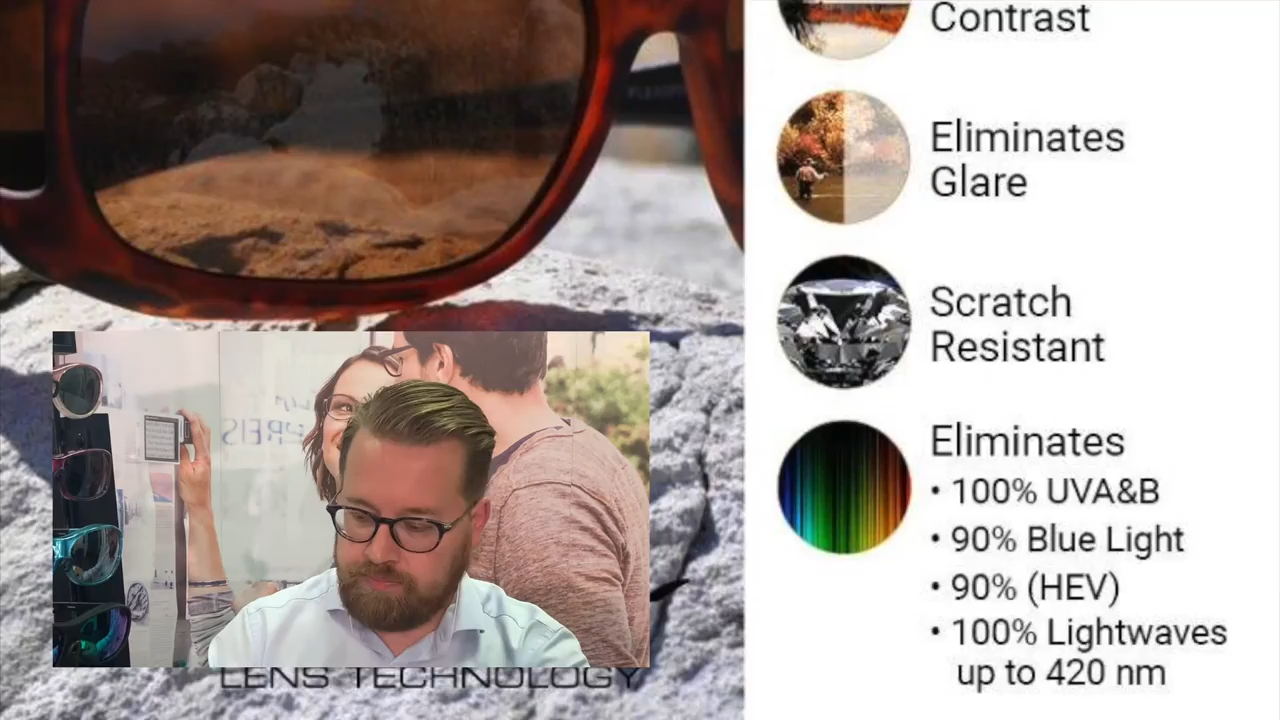 Contrast
Eliminates
Glare
Scratch
Resistant
Eliminates
• 100% UVA&B
• 90% Blue Light
• 90% (HEV)
• 100% Lightwaves
up to 420 nm
LENS TECHNOLOGY